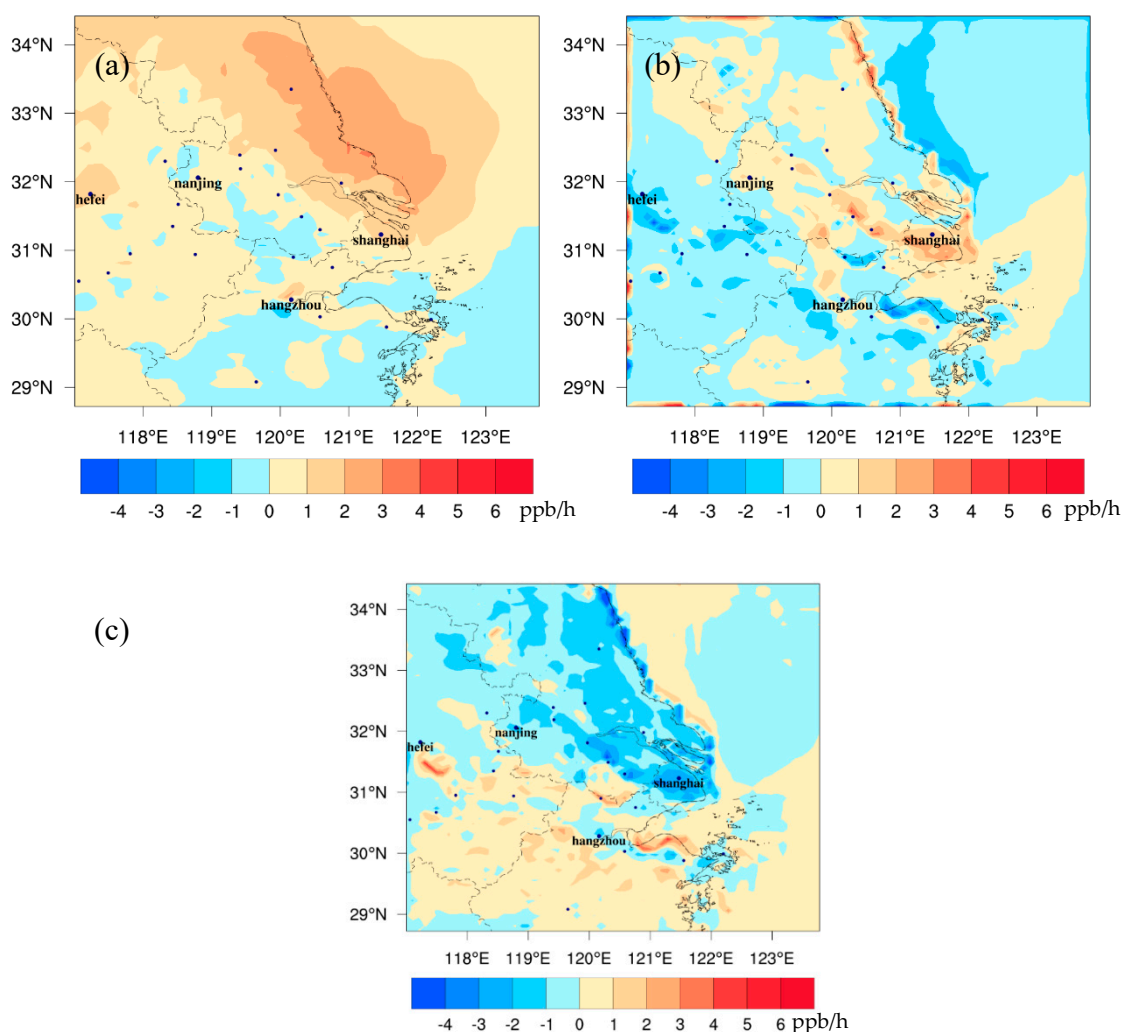 (a)
34°N
33°N
32°N
31°N
30°N
29°N
hefei
nanjing
shanghai
hangzhou
118°E 119°E 120°E 121°E 122°E 123°E
-4 -3 -2 -1 0 1 2 3 4 5 6 ppb/h
(b)
34°N
33°N
32°N
31°N
30°N
29°N
hefei
nanjing
shanghai
hangzhou
118°E 119°E 120°E 121°E 122°E 123°E
-4 -3 -2 -1 0 1 2 3 4 5 6 ppb/h
(c)
34°N
33°N
32°N
31°N
30°N
29°N
hefei
nanjing
shanghai
hangzhou
118°E 119°E 120°E 121°E 122°E 123°E
-4 -3 -2 -1 0 1 2 3 4 5 6 ppb/h